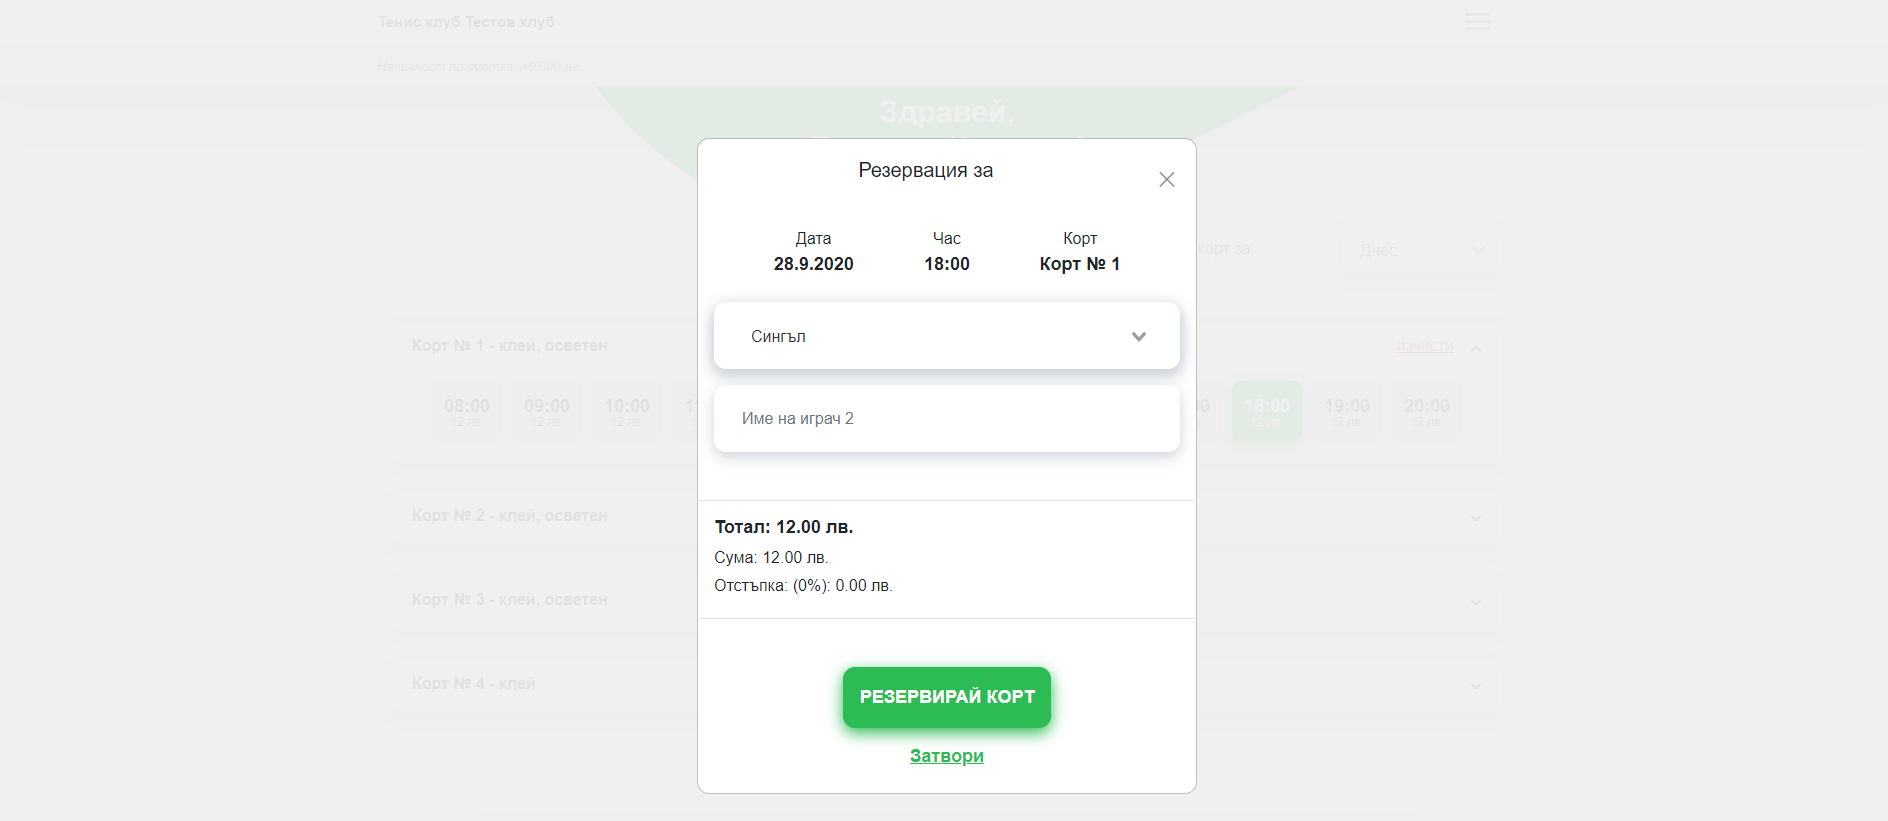 Тенис клуб Тестов клуб
Наличност по сметка: +93.00 лв.
Здравей,
Резервация за
Дата Час Корт
28.9.2020 18:00 Корт № 1
корт за: Днес
Сингъл
Корт № 1 - клей, осветен
ИЗЧИСТИ
08:00 09:00 10:00 18:00 19:00 20:00
12 лв 12 лв 12 лв 12 лв 12 лв 12 лв
Име на играч 2
Корт № 2 - клей, осветен
Тотал: 12.00 лв.
Сума: 12.00 лв.
Отстъпка: (0%): 0.00 лв.
Корт № 3 - клей, осветен
Корт № 4 - клей
РЕЗЕРВИРАЙ КОРТ
Затвори